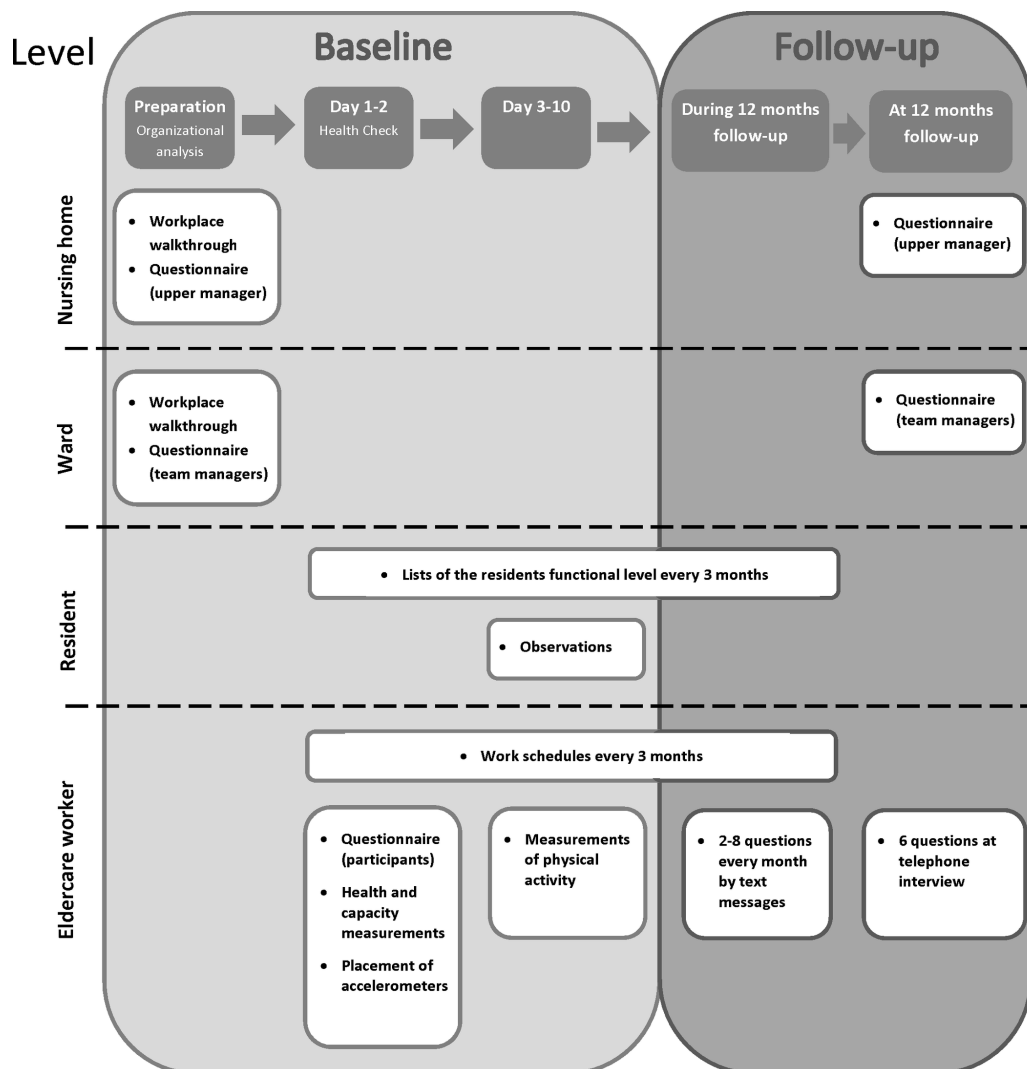 Level
Baseline
Follow-up
Preparation
Organizational
analysis
Day 1-2
Health Check
Day 3-10
During 12 months
follow-up
At 12 months
follow-up
Nursing home
• Workplace
walkthrough
• Questionnaire
(upper manager)
• Questionnaire
(upper manager)
Ward
• Workplace
walkthrough
• Questionnaire
(team managers)
• Questionnaire
(team managers)
Resident
• Lists of the residents functional level every 3 months
• Observations
Eldercare worker
• Work schedules every 3 months
• Questionnaire
(participants)
• Health and
capacity
measurements
• Placement of
accelerometers
• Measurements
of physical
activity
• 2-8 questions
every month
by text
messages
• 6 questions at
telephone
interview